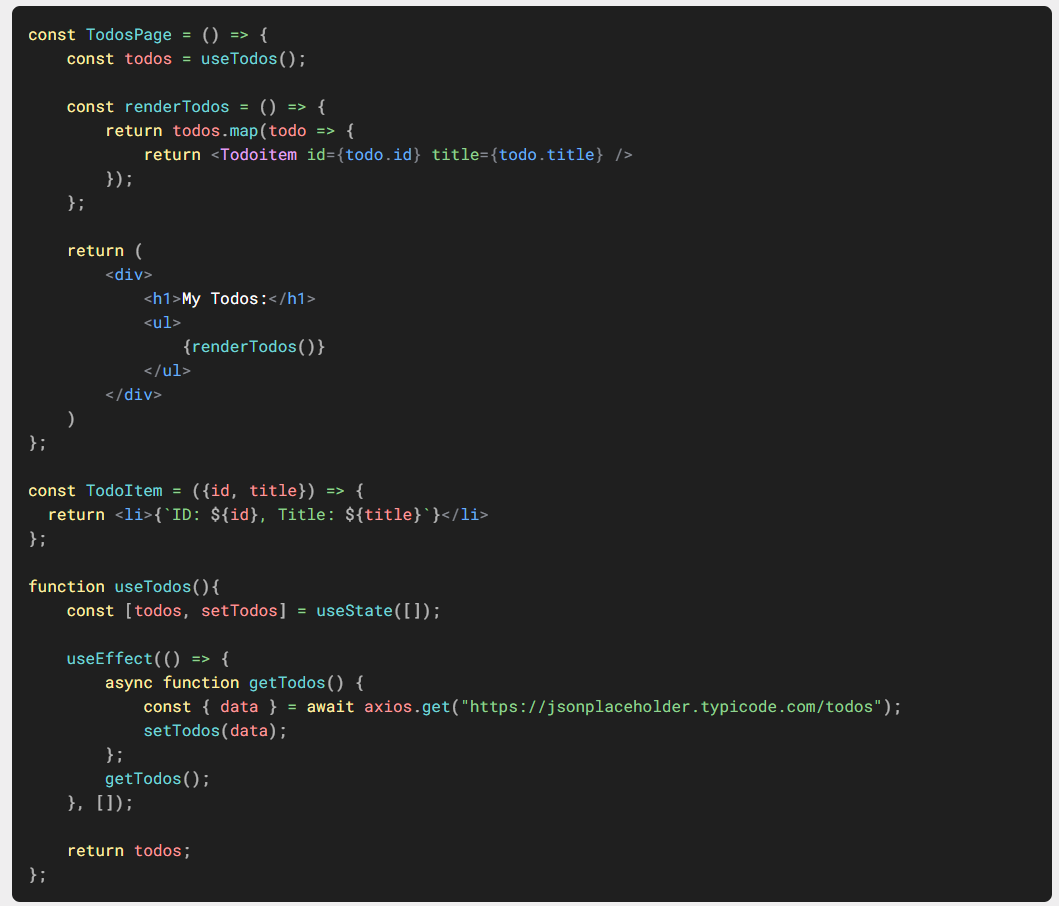 const TodosPage = () => {
    const todos = useTodos();

    const renderTodos = () => {
        return todos.map(todo => {
            return <Todoitem id={todo.id} title={todo.title} />
        });
    };

    return (
        <div>
            <h1>My Todos:</h1>
            <ul>
                {renderTodos()}
            </ul>
        </div>
    )
};

const TodoItem = ({id, title}) => {
  return <li>{`ID: ${id}, Title: ${title}`}</li>
};

function useTodos(){
    const [todos, setTodos] = useState([]);

    useEffect(() => {
        async function getTodos() {
            const { data } = await axios.get("https://jsonplaceholder.typicode.com/todos");
            setTodos(data);
        };
        getTodos();
    }, []);

    return todos;
};